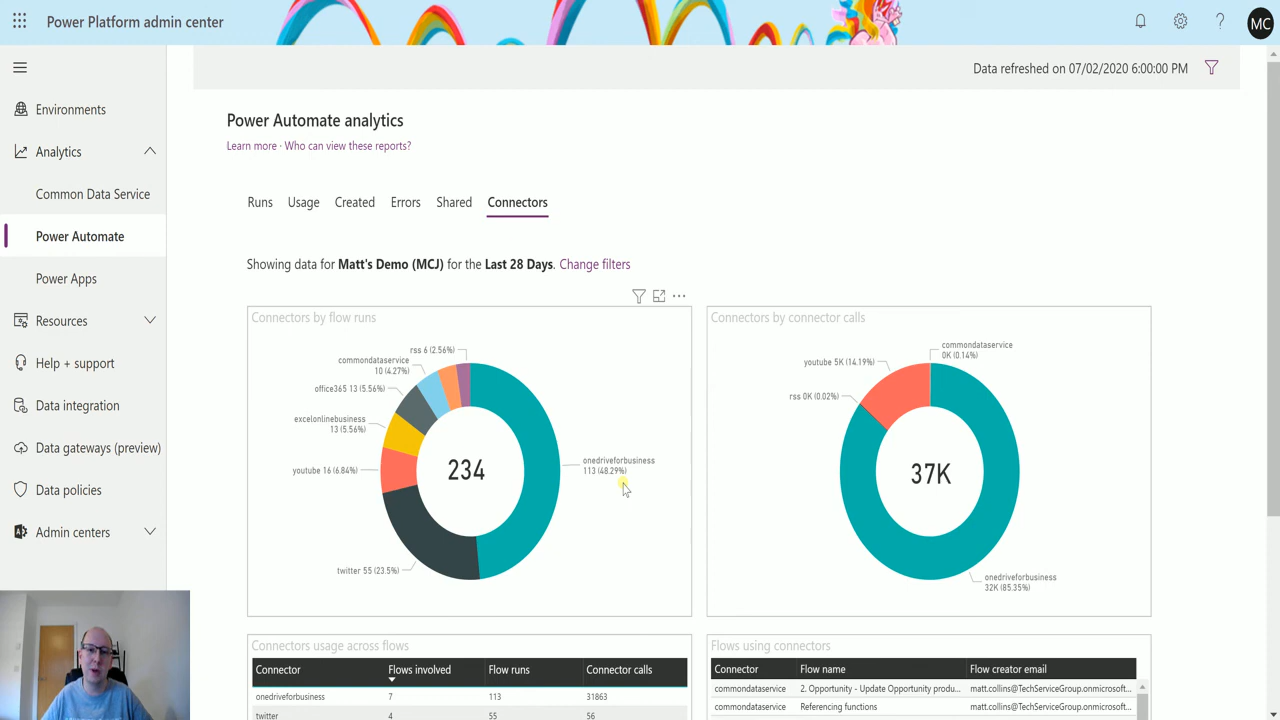 Power Platform admin center
MC
Data refreshed on 07/02/2020 6:00:00 PM
Environments
Analytics
Common Data Service
Power Automate
Power Apps
Resources
Help + support
Data integration
Data gateways (preview)
Data policies
Admin centers
Power Automate analytics
Learn more · Who can view these reports?
Runs Usage Created Errors Shared Connectors
Showing data for Matt's Demo (MCJ) for the Last 28 Days. Change filters
Connectors by flow runs
rss 6 (2.56%)
commondataservice
10 (4.27%)
office365 13 (5.56%)
excelonlinebusiness
13 (5.56%)
youtube 16 (6.84%)
twitter 55 (23.5%)
onedriveforbusiness
113 (48.29%)
234
Connectors by connector calls
commondataservice
0K (0.14%)
youtube 5K (14.19%)
rss 0K (0.02%)
37K
onedriveforbusiness
32K (85.35%)
Connectors usage across flows
Connector Flows involved Flow runs Connector calls
onedriveforbusiness 7 113 31863
twitter 4 55 56
Flows using connectors
Connector Flow name Flow creator email
commondataservice 2. Opportunity - Update Opportunity produ... matt.collins@TechServiceGroup.onmicrosoft...
commondataservice Referencing functions matt.collins@TechServiceGroup.onmicrosoft...